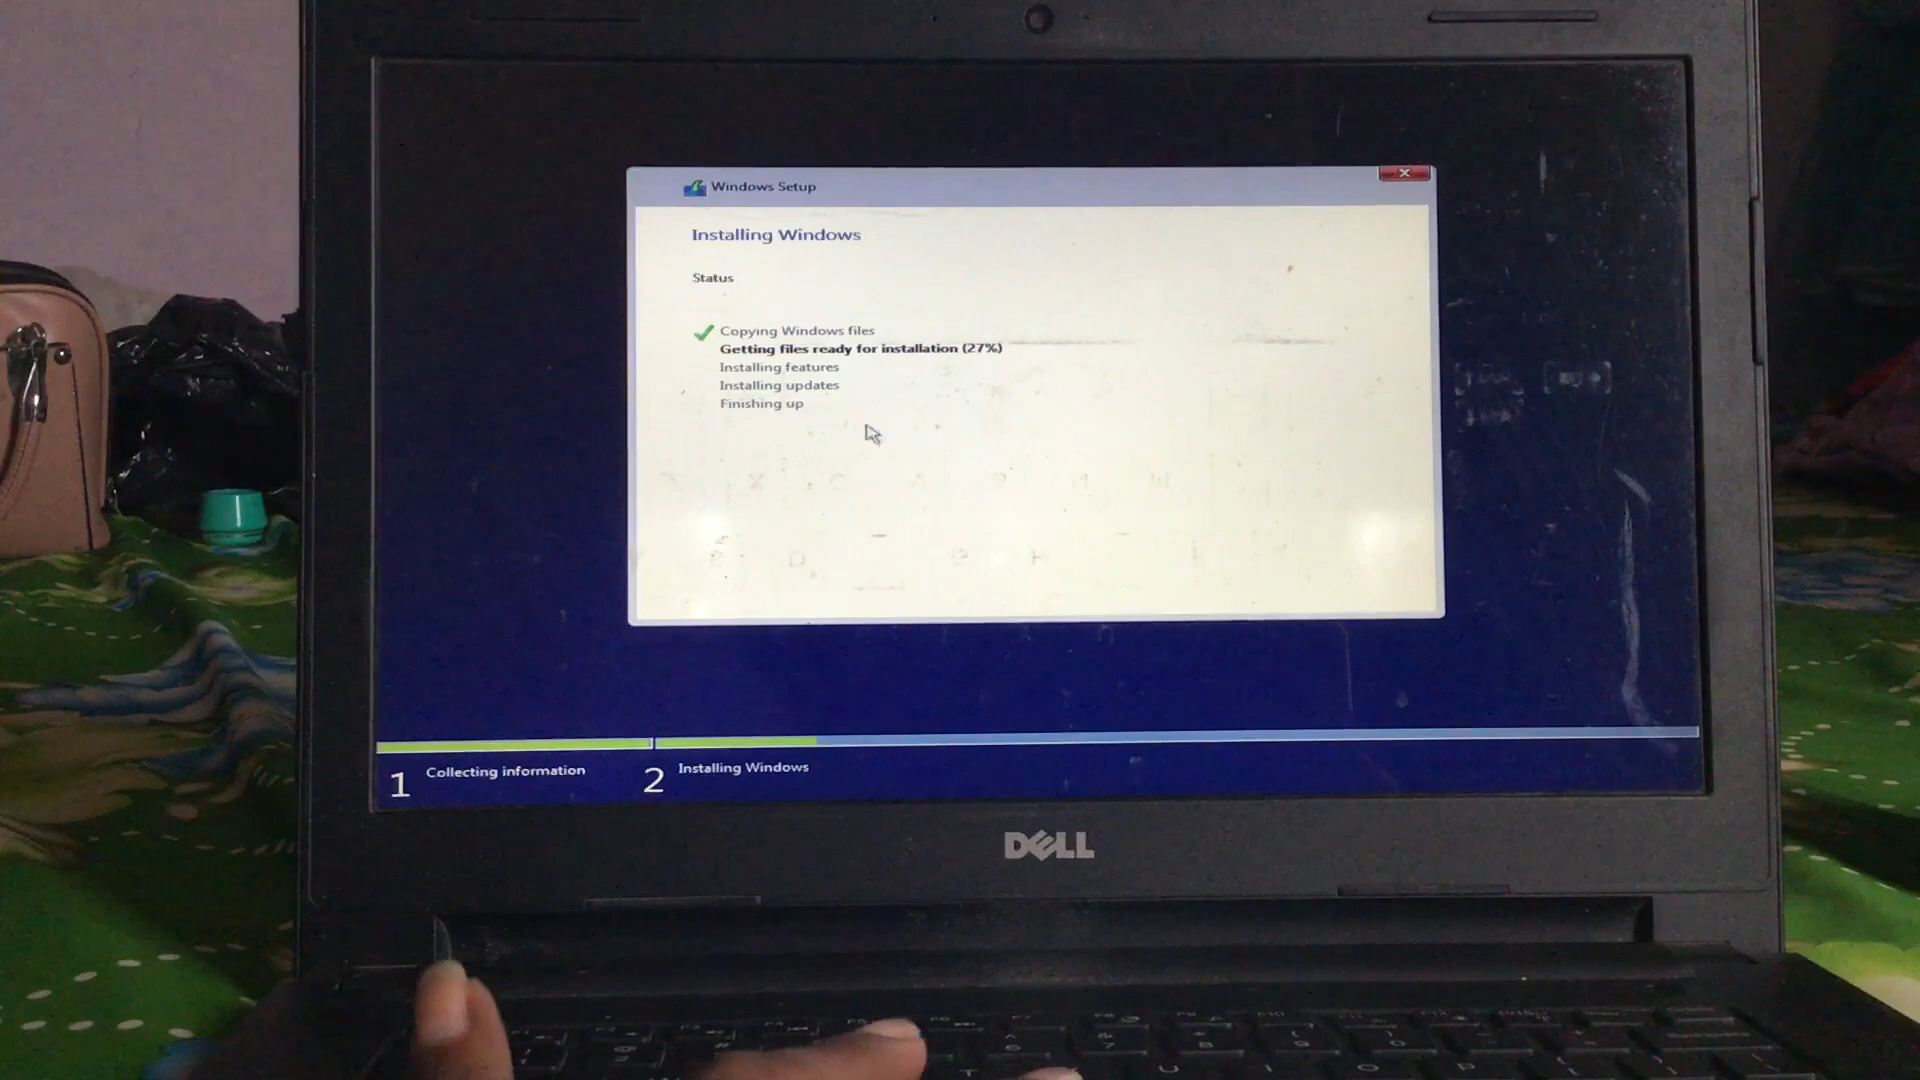 Windows Setup
Installing Windows
Status
Copying Windows files
Getting files ready for installation (27%)
Installing features
Installing updates
Finishing up
1 Collecting information
2 Installing Windows
DELL